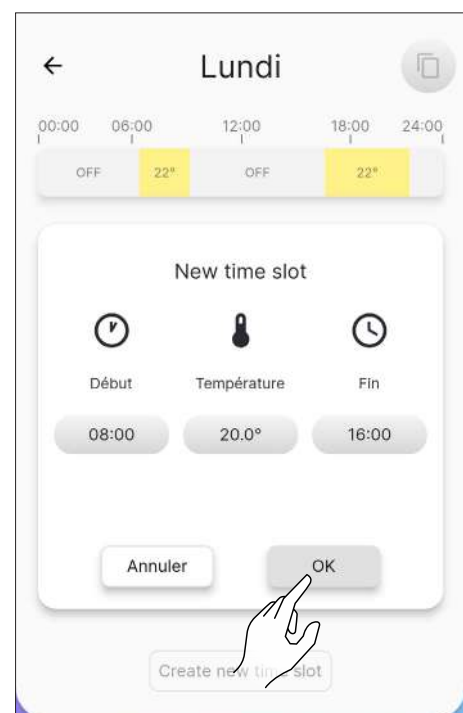 Lundi
00:00 06:00 12:00 18:00 24:00
OFF 22° OFF 22°
New time slot
Début Température Fin
08:00 20.0° 16:00
Annuler OK
Create new time slot